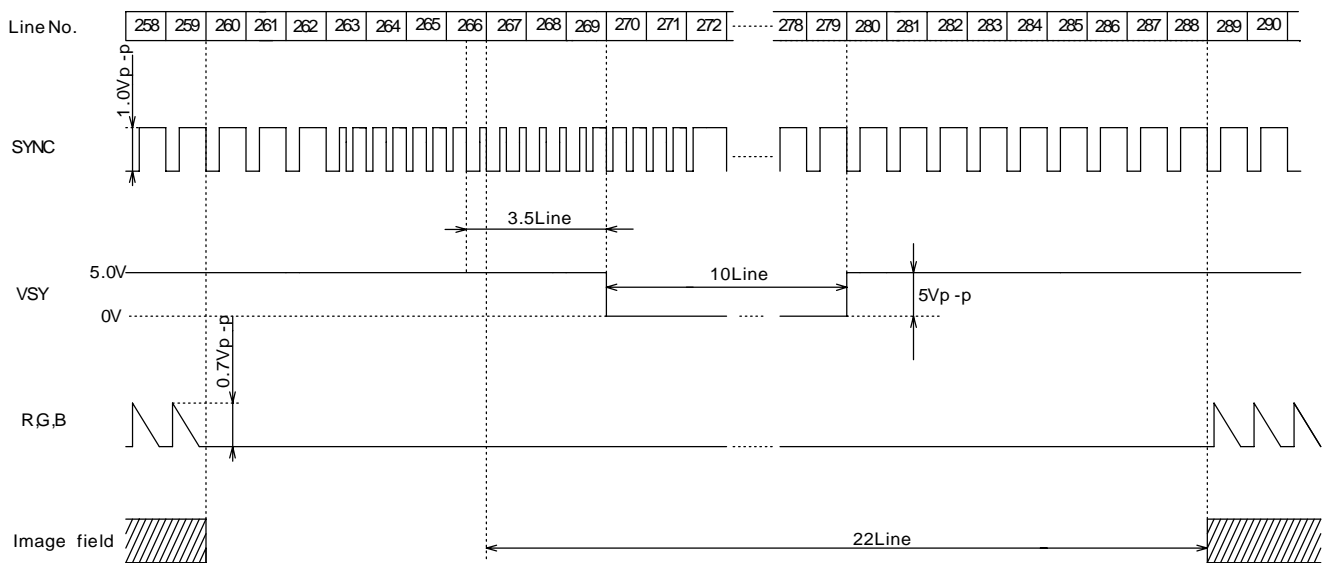 Line No. 258 259 260 261 262 263 264 265 266 267 268 269 270 271 272 278 279 280 281 282 283 284 285 286 287 288 289 290
1.0Vp -p
SYNC
3.5Line
5.0V
10Line
VSY
5Vp -p
0V
0.7Vp -p
R,G,B
22Line
Image field